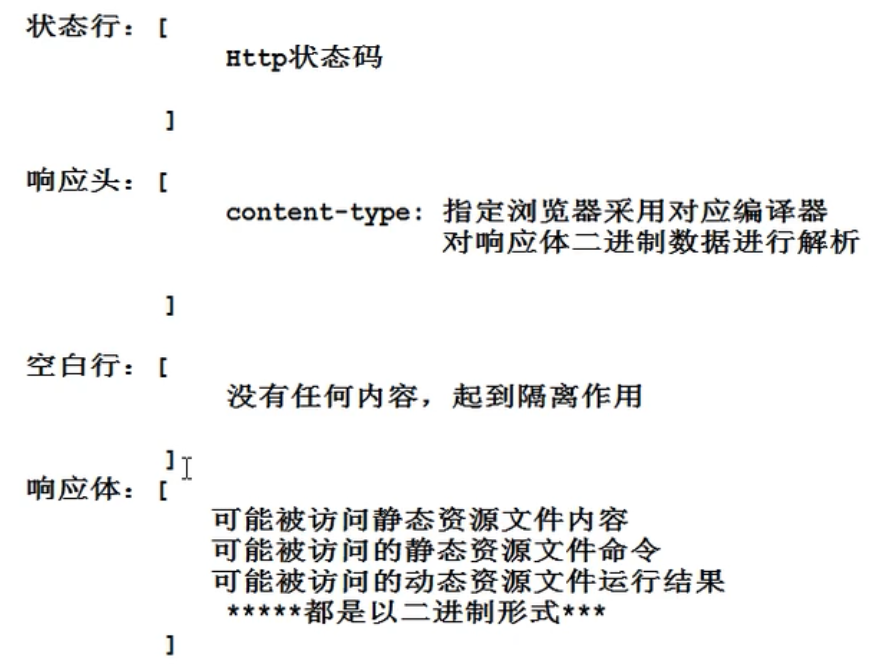 状态行：[
Http状态码
]
响应头：[
content-type: 指定浏览器采用对应编译器
对响应体二进制数据进行解析
]
空白行：[
没有任何内容，起到隔离作用
]
响应体：[
可能被访问静态资源文件内容
可能被访问的静态资源文件命令
可能被访问的动态资源文件运行结果
*****都是以二进制形式***
]